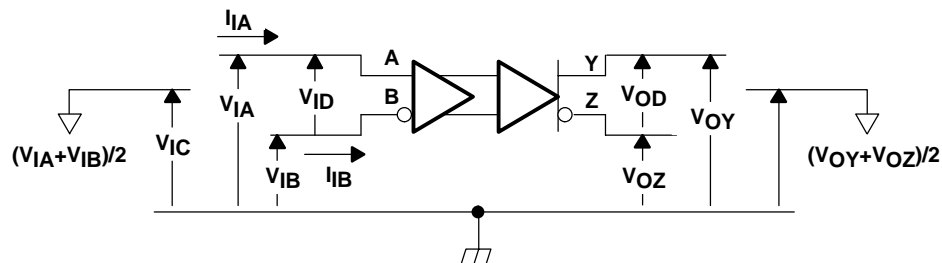 IIA
A
Y
VIA
VID
B
Z
VOD
VOY
(VIA+VIB)/2
VIC
VIB
IIB
VOZ
(VOY+VOZ)/2